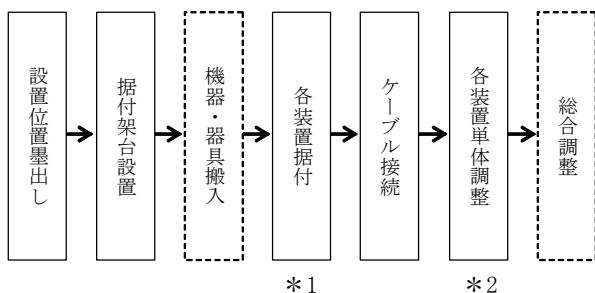 設置位置墨出し
据付架台設置
機器・器具搬入
各装置据付
ケーブル接続
各装置単体調整
総合調整
＊1
＊2